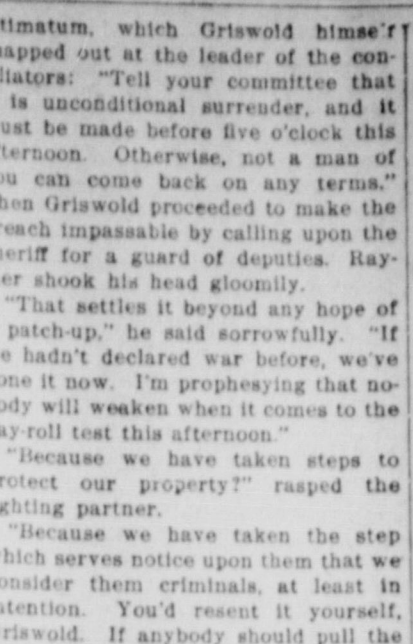 timatum, which Griswold himse'f
apped out at the leader of the con-
liators: "Tell your committee that
is unconditional surrender, and it
ust be made before five o'clock this
ternoon. Otherwise, not a man of
ou can come back on any terms."
hen Griswold proceeded to make the
reach impassable by calling upon the
eriff for a guard of deputies. Ray-
er shook his head gloomily.
"That settles it beyond any hope of
patch-up," he said sorrowfully. "If
e hadn't declared war before, we've
one it now. I'm prophesying that no-
ody will weaken when it comes to the
ay-roll test this afternoon."
"Because we have taken steps to
rotect our property?" rasped the
ghting partner.
"Because we have taken the step
hich serves notice upon them that we
onsider them criminals, at least in
ntention. You'd resent it yourself,
riswold. If anybody should pull the